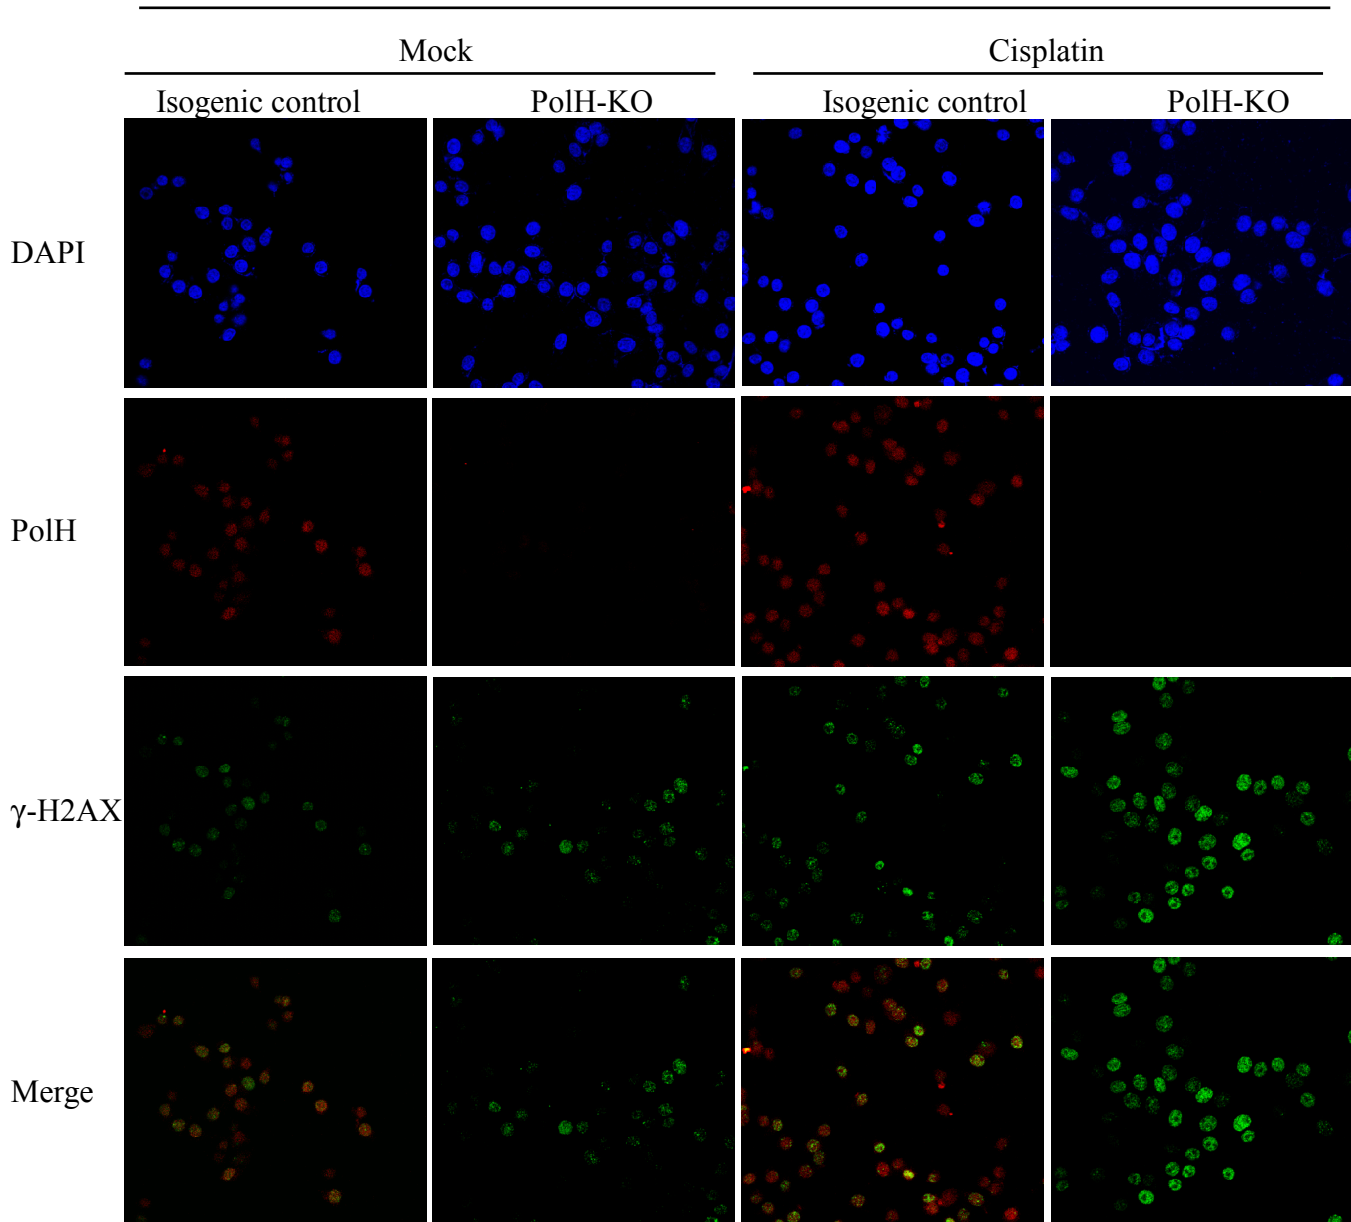 Mock Cisplatin
Isogenic control PolH-KO Isogenic control PolH-KO
DAPI
PolH
γ-H2AX
Merge